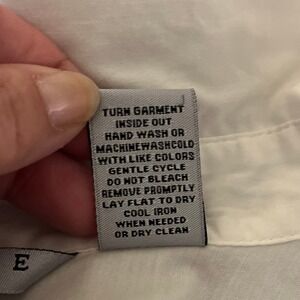 TURN GARMENT
INSIDE OUT
HAND WASH OR
MACHINEWASHCOLD
WITH LIKE COLORS
GENTLE CYCLE
DO NOT BLEACH
REMOVE PROMPTLY
LAY FLAT TO DRY
COOL IRON
WHEN NEEDED
OR DRY CLEAN
E